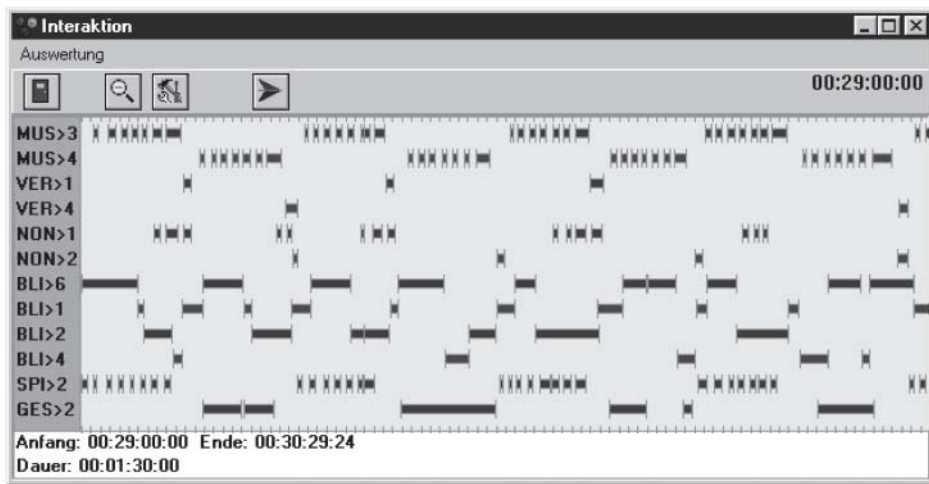 Interaktion
Auswertung
00:29:00:00
MUS>3
MUS>4
VER>1
VER>4
NON>1
NON>2
BLI>6
BLI>1
BLI>2
BLI>4
SPI>2
GES>2
Anfang: 00:29:00:00 Ende: 00:30:29:24
Dauer: 00:01:30:00